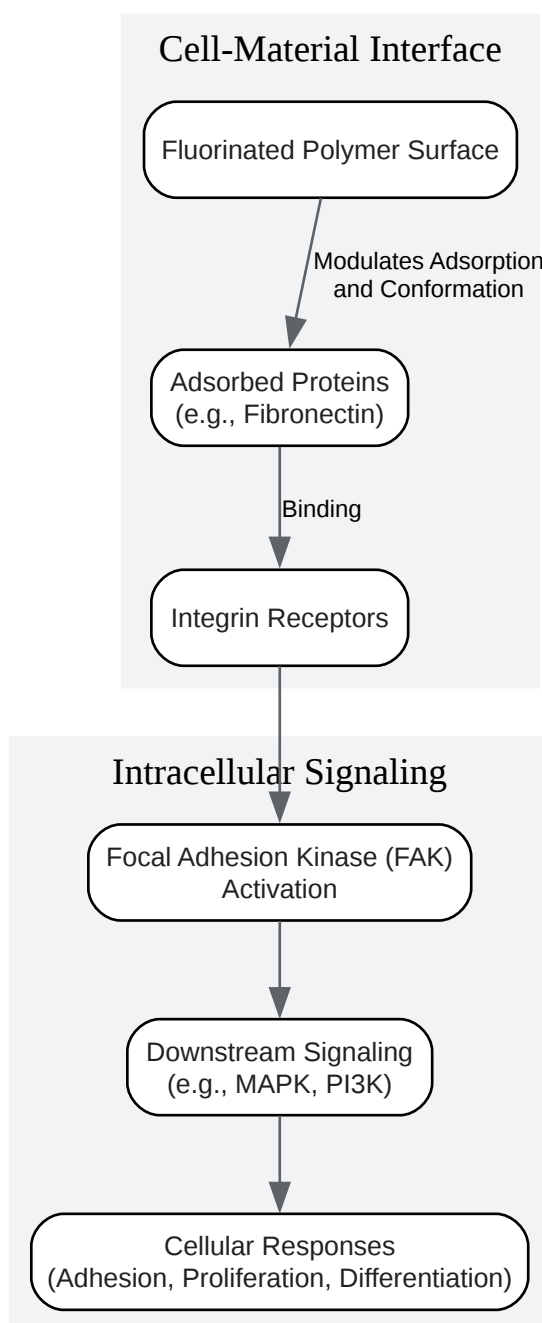 Cell-Material Interface
Fluorinated Polymer Surface
Modulates Adsorption
and Conformation
Adsorbed Proteins
(e.g., Fibronectin)
Binding
Integrin Receptors
Intracellular Signaling
Focal Adhesion Kinase (FAK)
Activation
Downstream Signaling
(e.g., MAPK, PI3K)
Cellular Responses
(Adhesion, Proliferation, Differentiation)